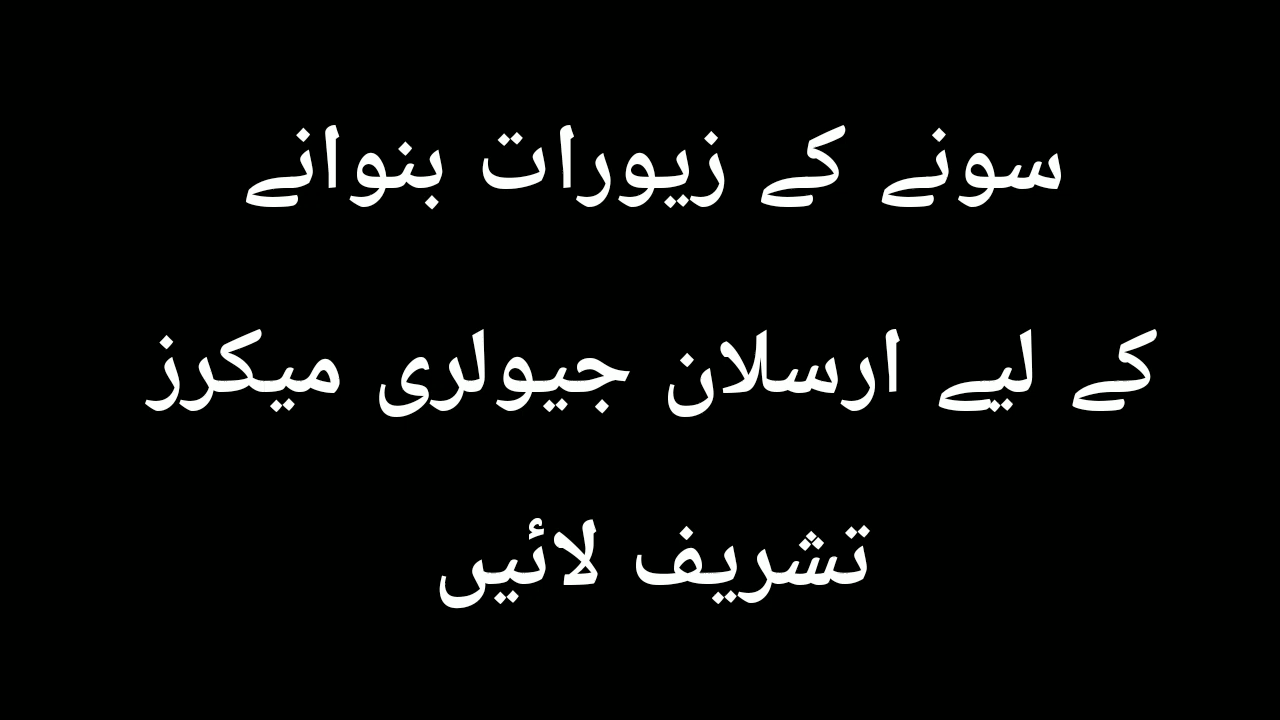 سونے کے زیورات بنوانے
کے لیے ارسلان جیولری میکرز
تشریف لائیں